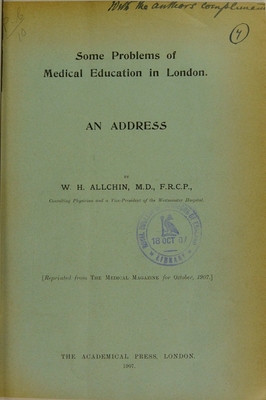 With the author's compliments
(4)
Some Problems of
Medical Education in London.
AN ADDRESS
BY
W. H. ALLCHIN, M.D., F.R.C.P.,
Consulting Physician and a Vice-President of the Westminster Hospital.
18 OCT 07
LIBRARY
[Reprinted from THE MEDICAL MAGAZINE for October, 1907.]
THE ACADEMICAL PRESS, LONDON.
1907.